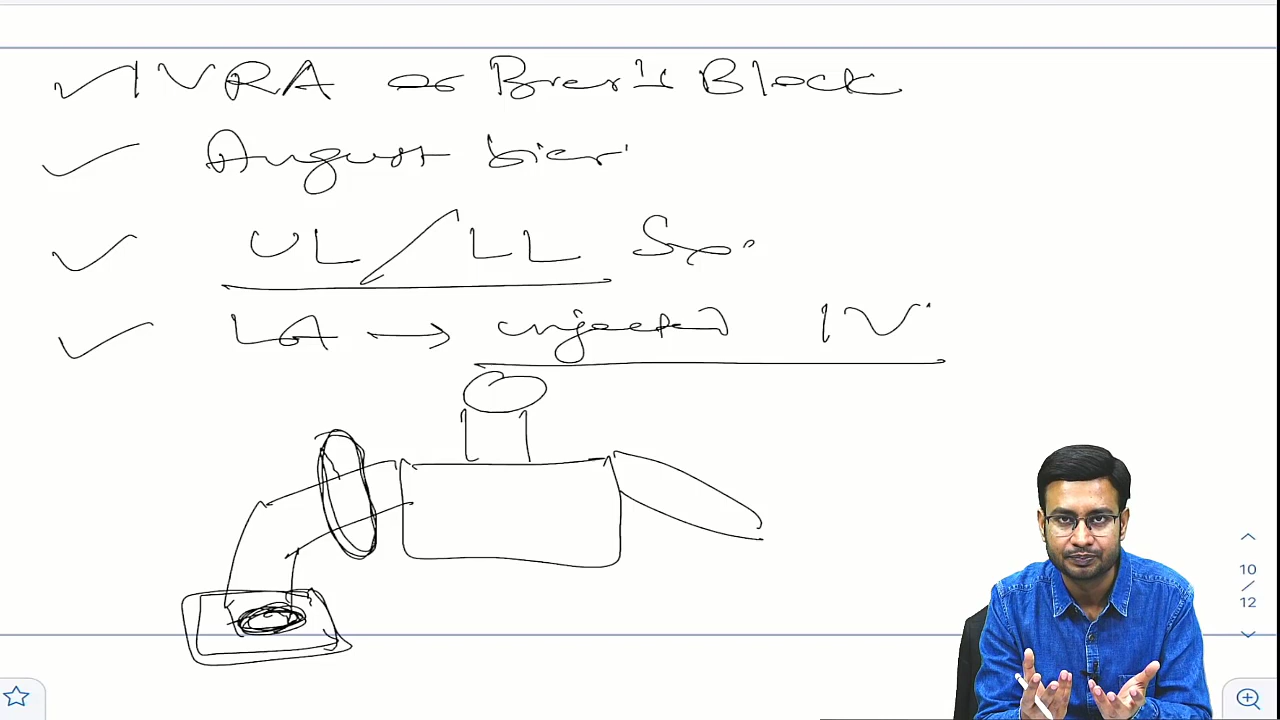 IVRA or Bier's Block
August bier
UL/LL Sx.
LA → injected IV
10
/
12